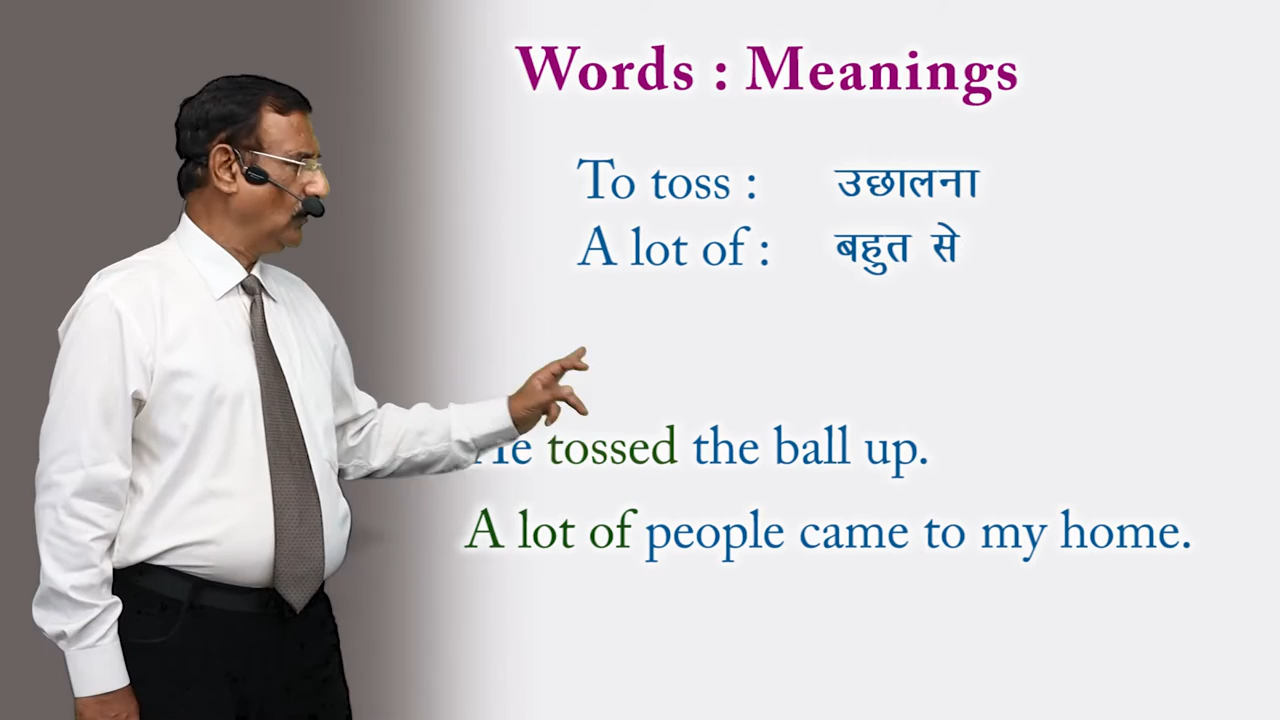 Words : Meanings
To toss : उछालना
A lot of : बहुत से
He tossed the ball up.
A lot of people came to my home.